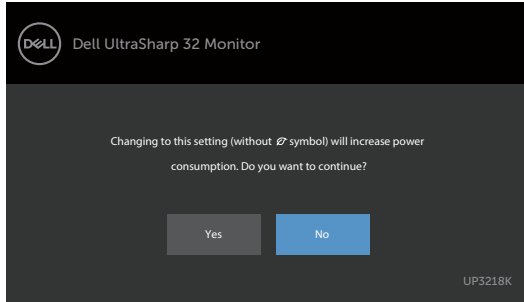 DELL Dell UltraSharp 32 Monitor
Changing to this setting (without symbol) will increase power
consumption. Do you want to continue?
Yes No
UP3218K